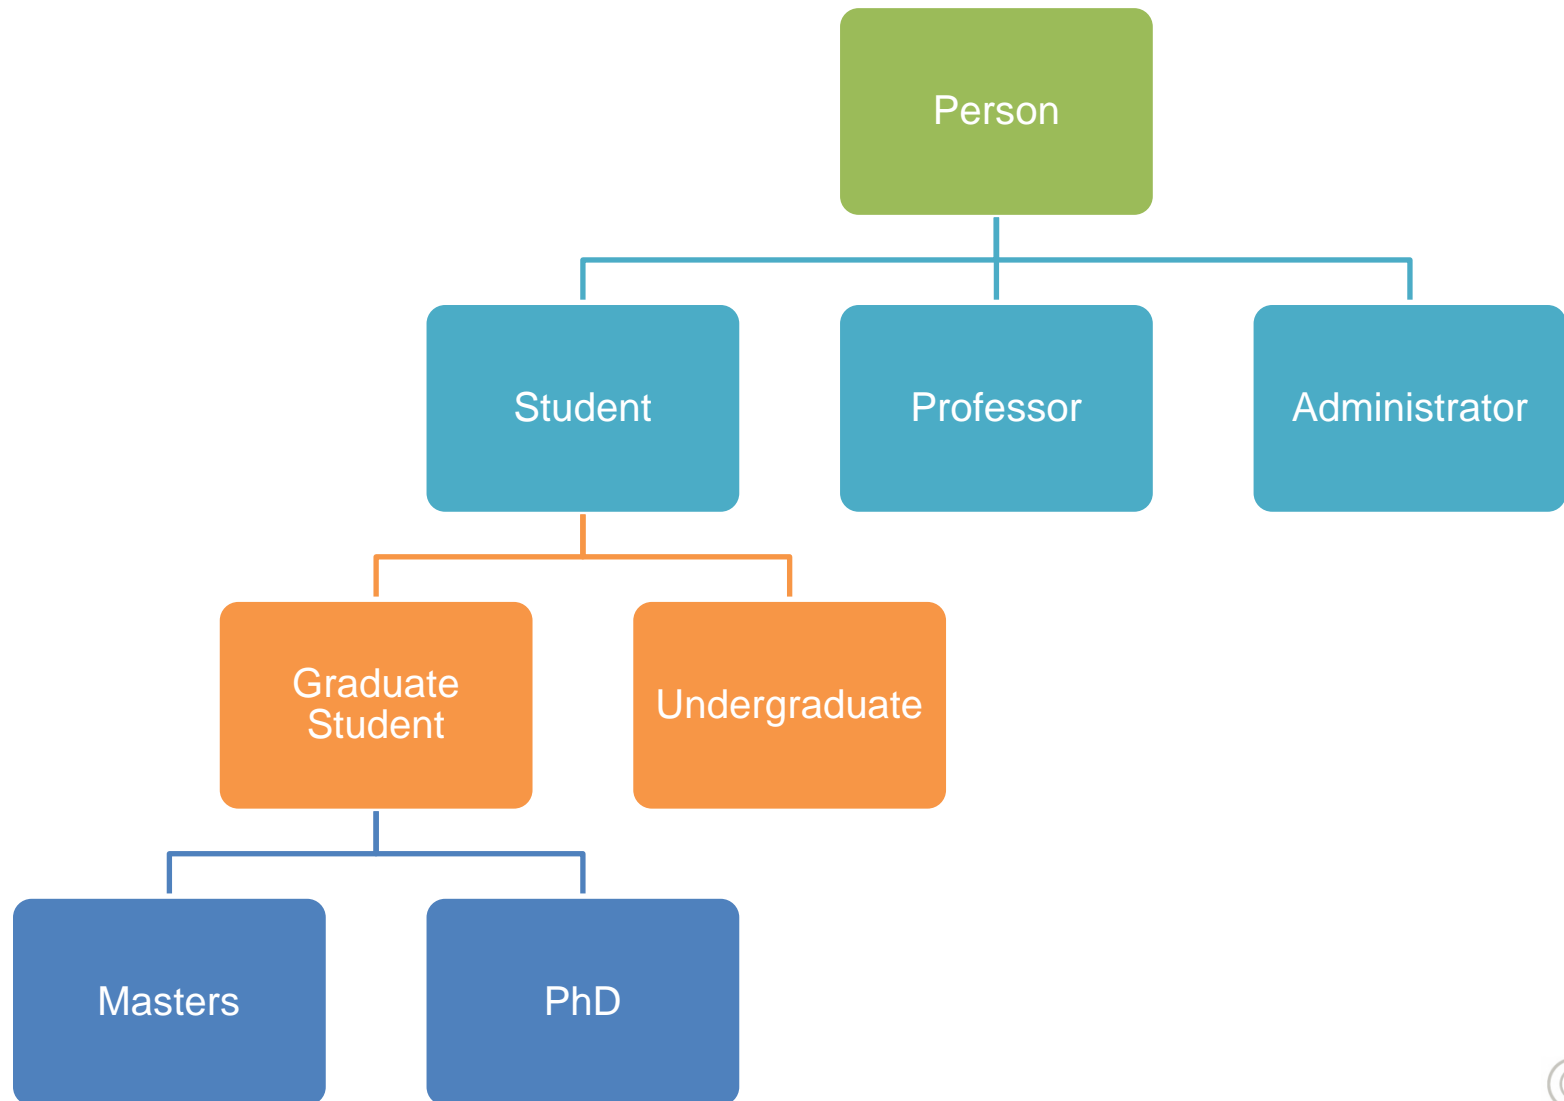 Person
Student
Professor
Administrator
Graduate
Student
Undergraduate
Masters
PhD